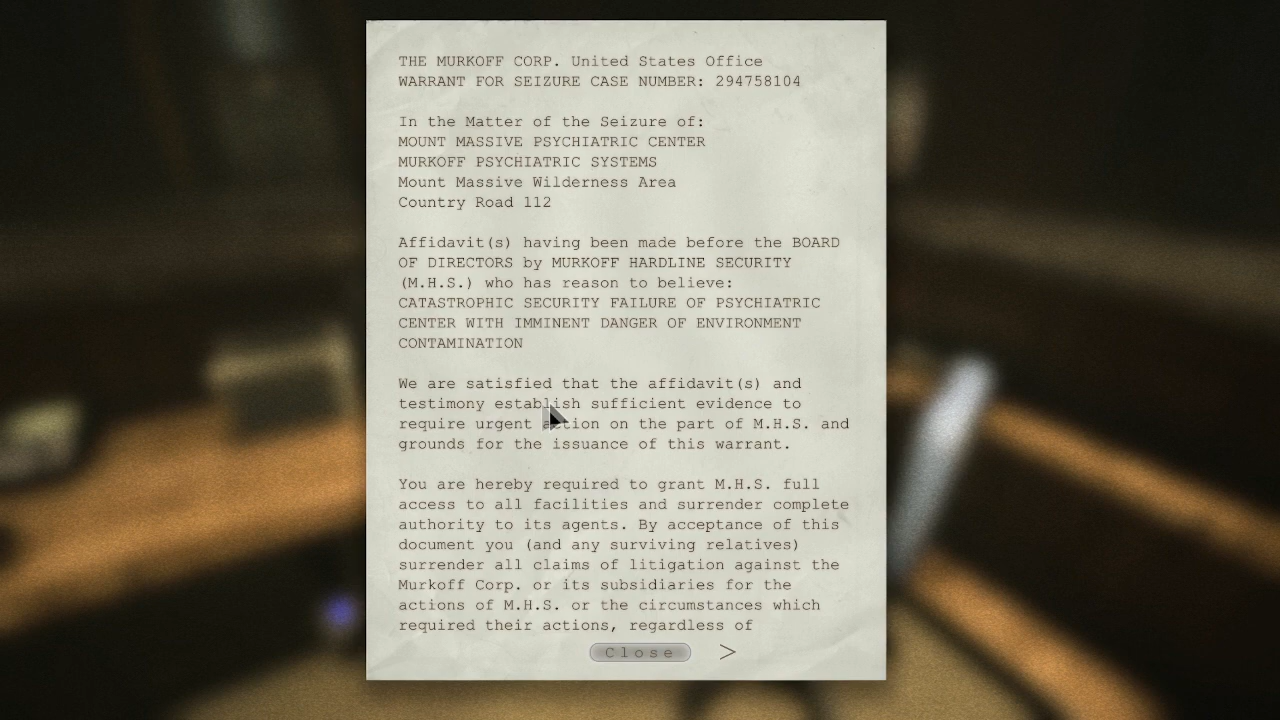 THE MURKOFF CORP. United States Office
WARRANT FOR SEIZURE CASE NUMBER: 294758104
In the Matter of the Seizure of:
MOUNT MASSIVE PSYCHIATRIC CENTER
MURKOFF PSYCHIATRIC SYSTEMS
Mount Massive Wilderness Area
Country Road 112
Affidavit(s) having been made before the BOARD
OF DIRECTORS by MURKOFF HARDLINE SECURITY
(M.H.S.) who has reason to believe:
CATASTROPHIC SECURITY FAILURE OF PSYCHIATRIC
CENTER WITH IMMINENT DANGER OF ENVIRONMENT
CONTAMINATION
We are satisfied that the affidavit(s) and
testimony establish sufficient evidence to
require urgent action on the part of M.H.S. and
grounds for the issuance of this warrant.
You are hereby required to grant M.H.S. full
access to all facilities and surrender complete
authority to its agents. By acceptance of this
document you (and any surviving relatives)
surrender all claims of litigation against the
Murkoff Corp. or its subsidiaries for the
actions of M.H.S. or the circumstances which
required their actions, regardless of
Close >